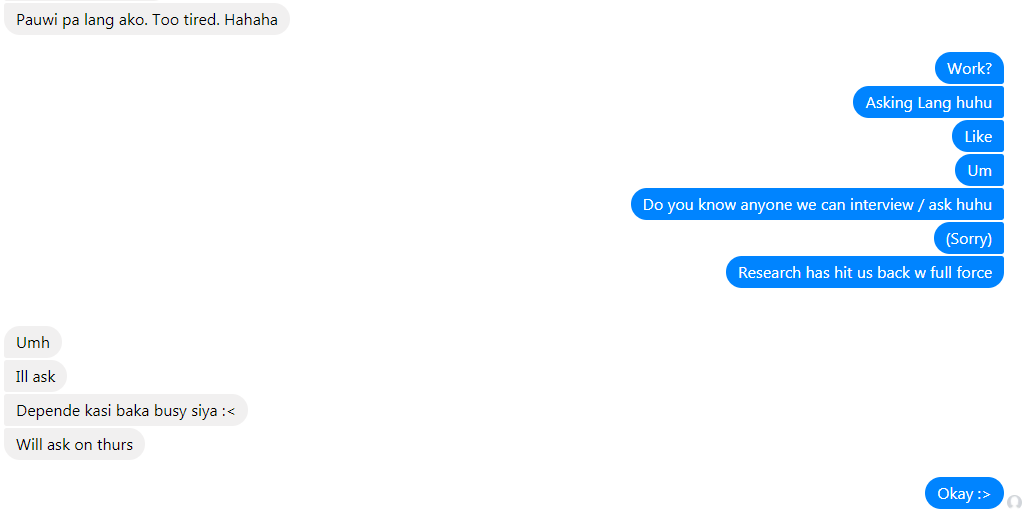 Pauwi pa lang ako. Too tired. Hahaha
Work?
Asking Lang huhu
Like
Um
Do you know anyone we can interview / ask huhu
(Sorry)
Research has hit us back w full force
Umh
Ill ask
Depende kasi baka busy siya :<
Will ask on thurs
Okay :>